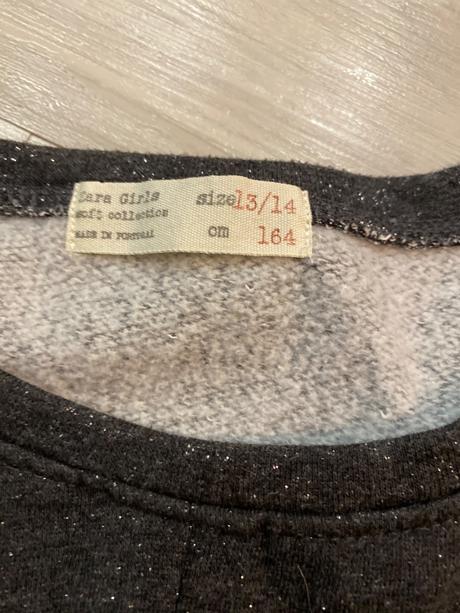 Zara Girls size 13/14
soft collection
MADE IN PORTUGAL cm 164